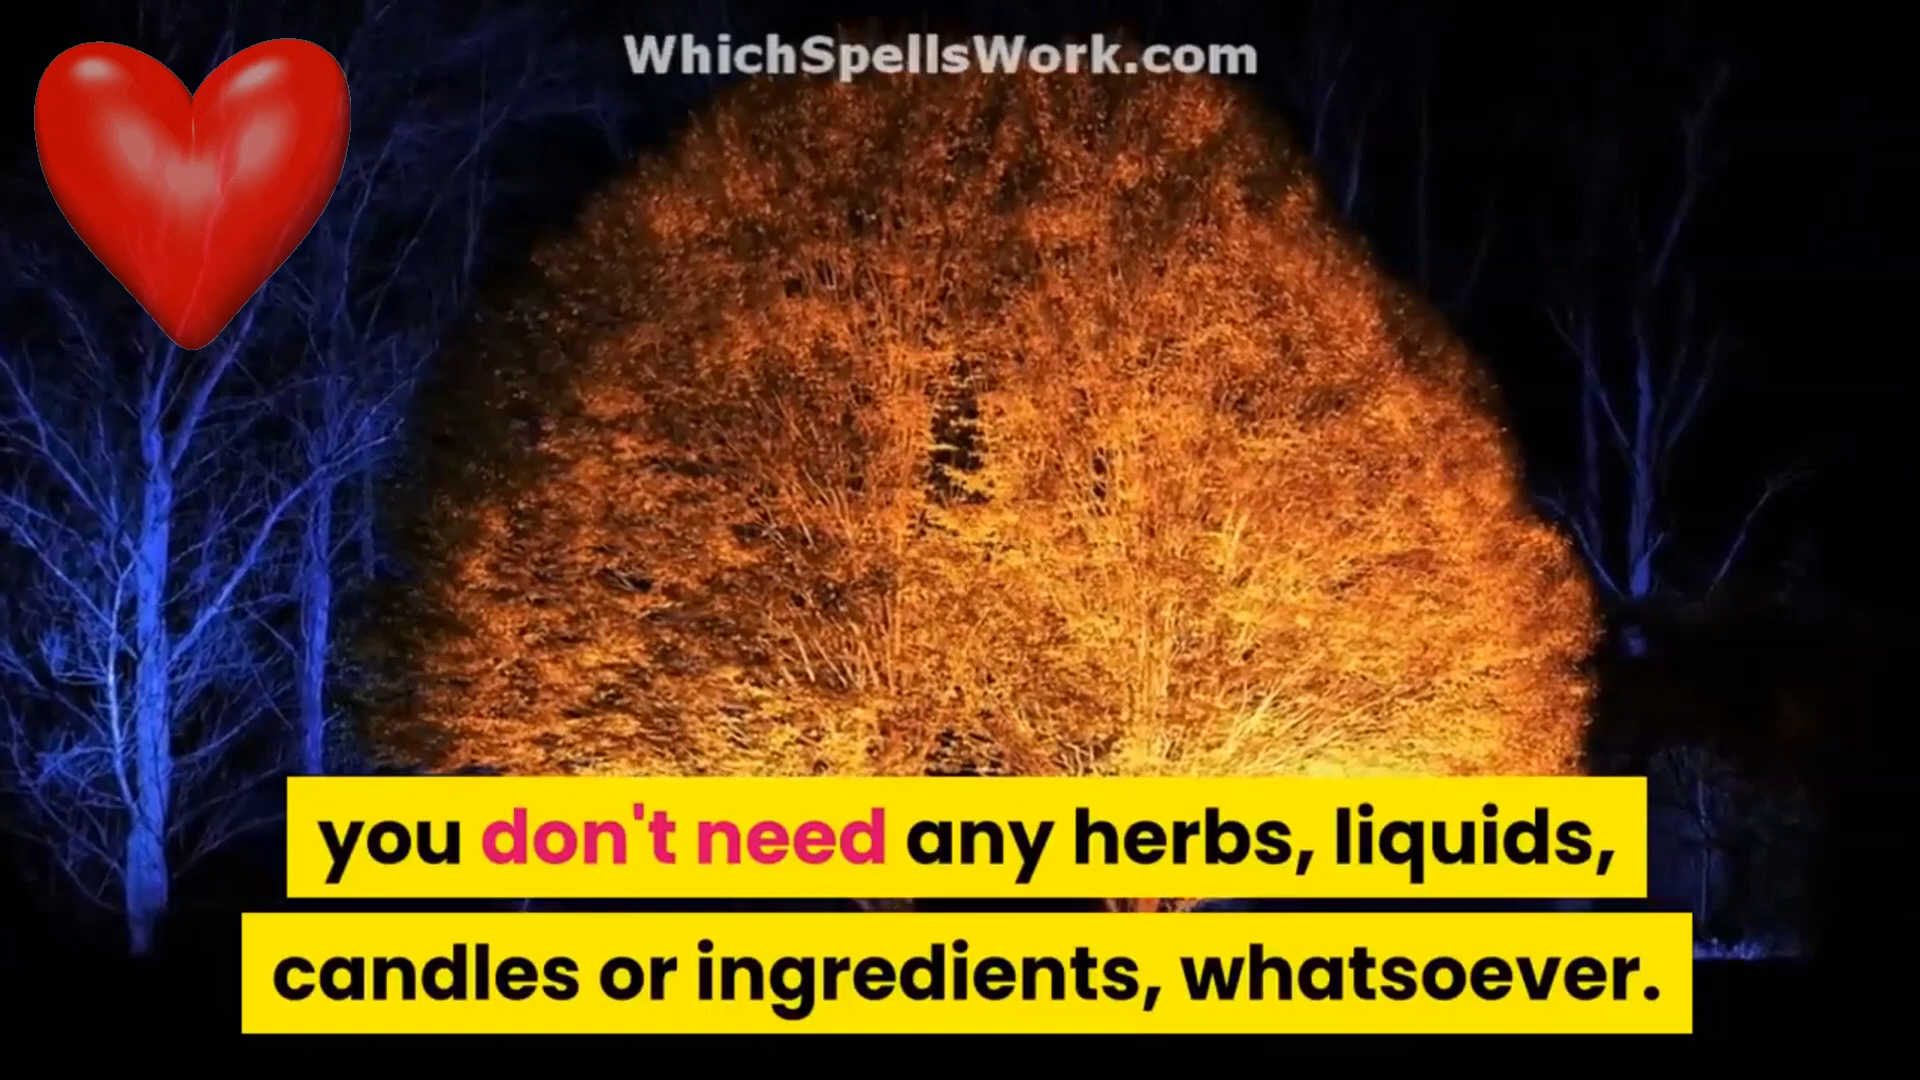 WhichSpellsWork.com
you don't need any herbs, liquids,
candles or ingredients, whatsoever.